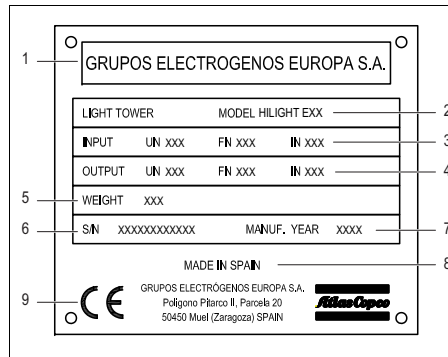 1 GRUPOS ELECTROGENOS EUROPA S.A.
LIGHT TOWER MODEL HILIGHT EXX 2
INPUT UN XXX FN XXX IN XXX 3
OUTPUT UN XXX FN XXX IN XXX 4
5 WEIGHT XXX
6 S/N XXXXXXXXXXXX MANUF. YEAR XXXX 7
MADE IN SPAIN 8
9 CE
GRUPOS ELECTRÓGENOS EUROPA S.A.
Poligono Pitarco II, Parcela 20
50450 Muel (Zaragoza) SPAIN
Atlas Copco